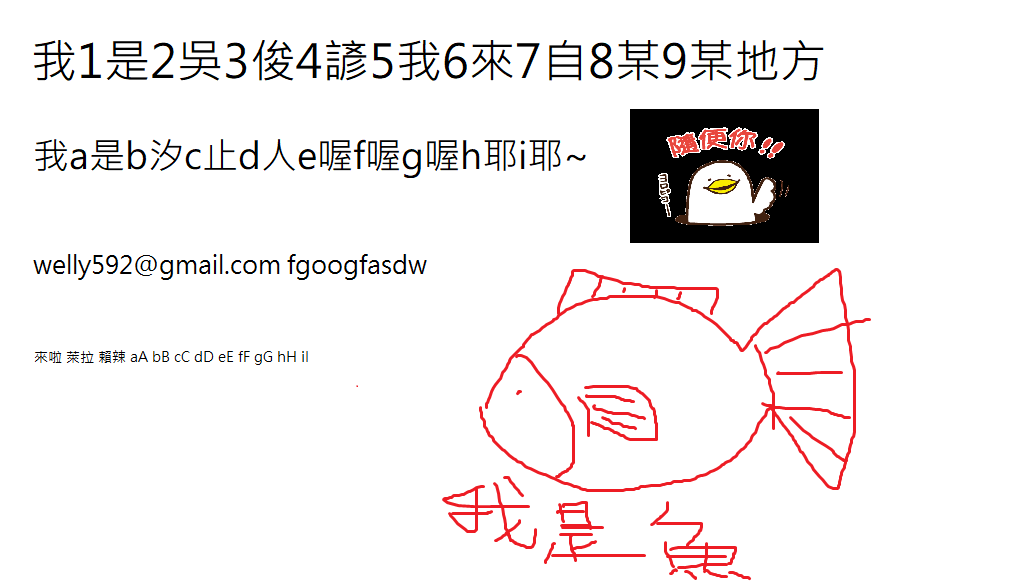 我1是2吳3俊4諺5我6來7自8某9某地方
我a是b汐c止d人e喔f喔g喔h耶i耶~
隨便你!!
welly592@gmail.com fgoogfasdw
來啦 萊拉 賴辣 aA bB cC dD eE fF gG hH iI
我是魚